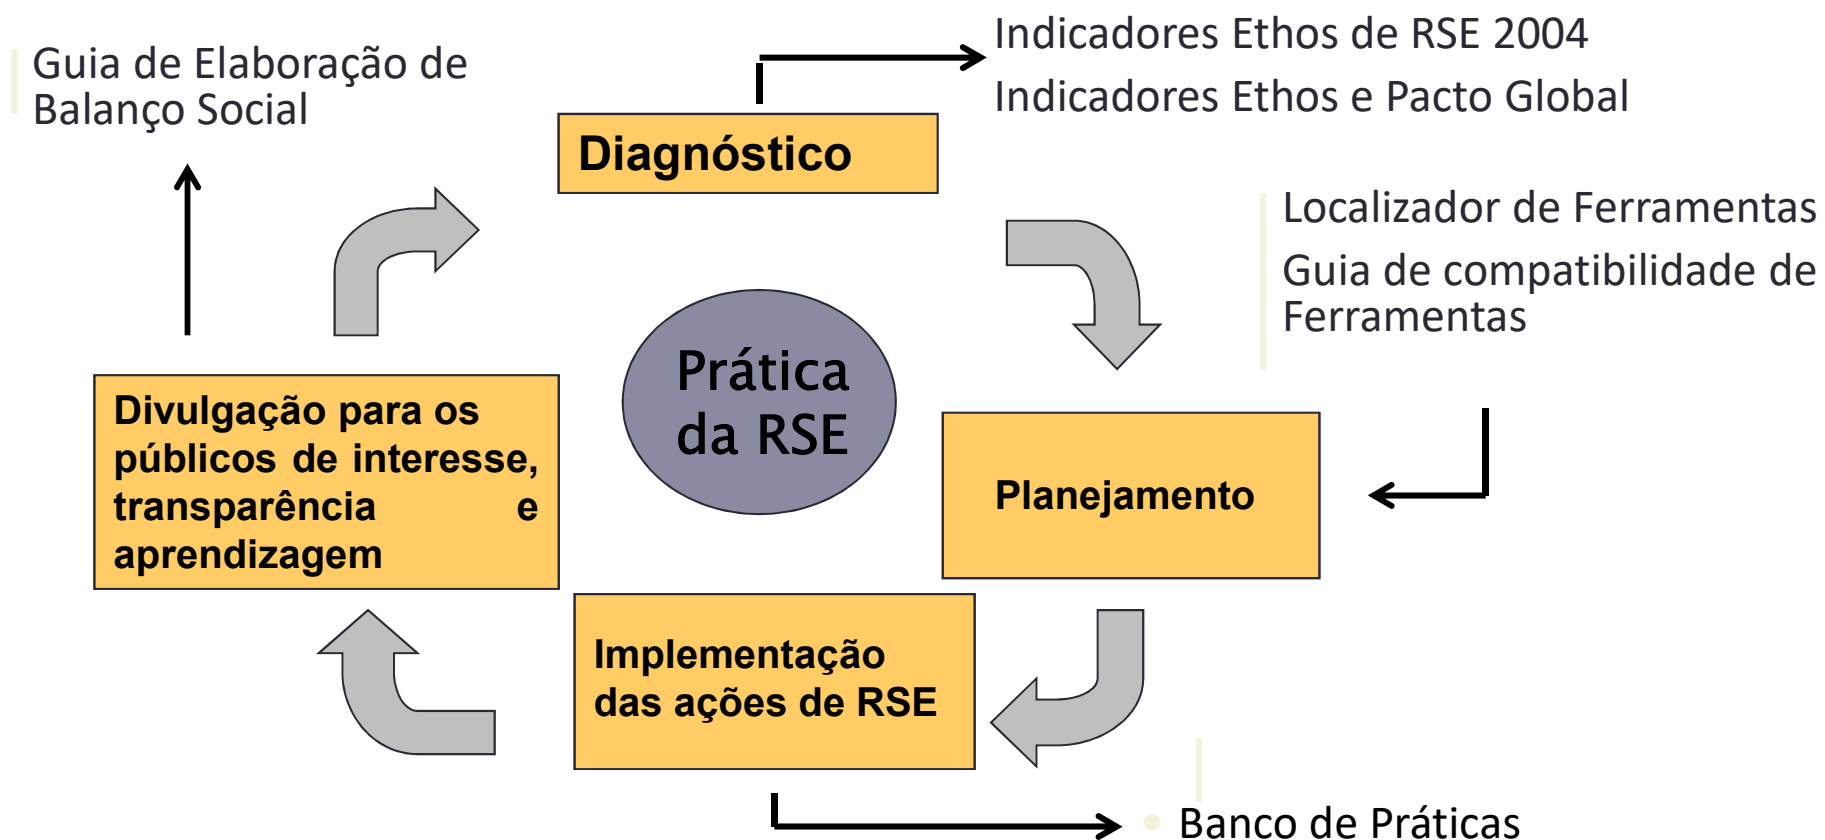 Indicadores Ethos de RSE 2004
Indicadores Ethos e Pacto Global
Guia de Elaboração de
Balanço Social
Diagnóstico
Localizador de Ferramentas
Guia de compatibilidade de
Ferramentas
Prática
da RSE
Divulgação para os
públicos de interesse,
transparência e
aprendizagem
Planejamento
Implementação
das ações de RSE
• Banco de Práticas